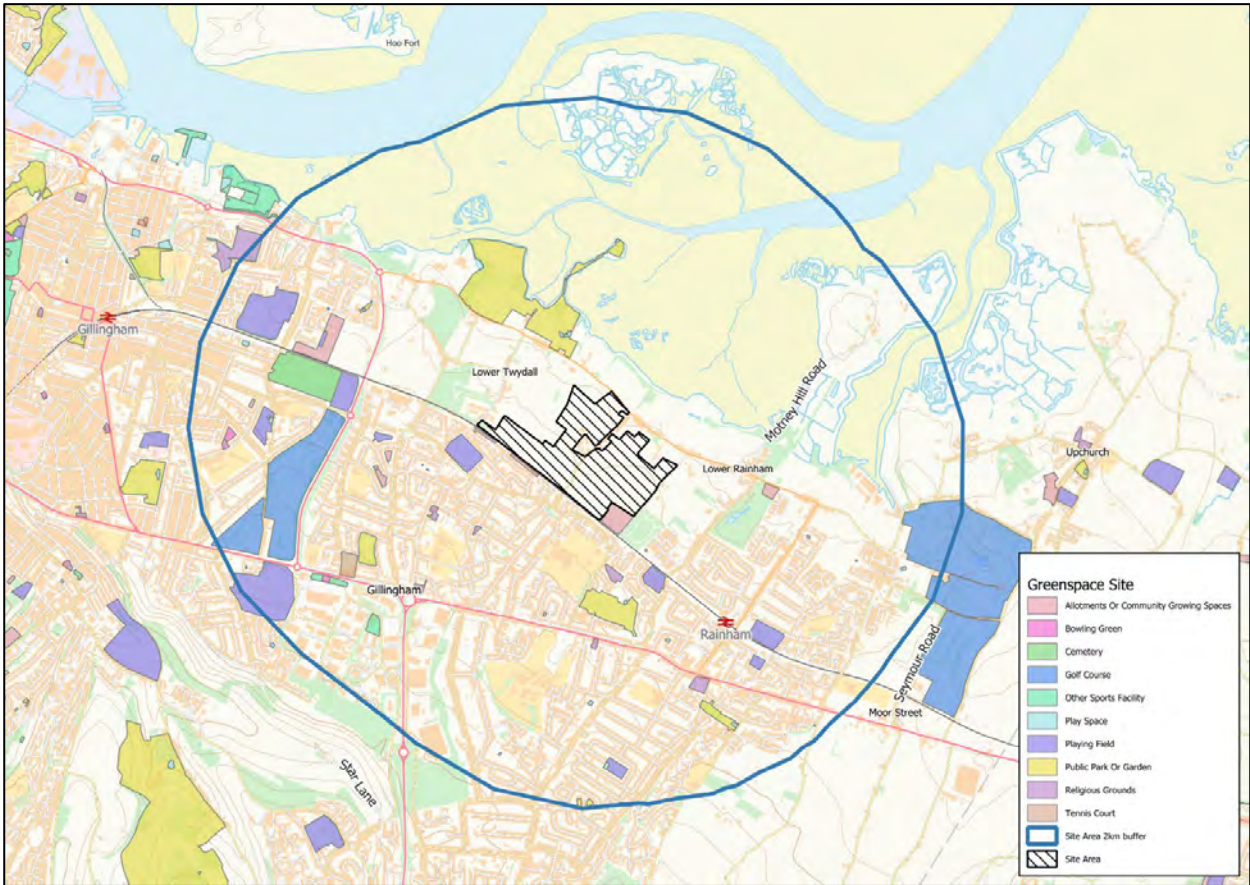 Hoo Fort
Gillingham
Lower Twydall
Motney Hill Road
Lower Rainham
Upchurch
Gillingham
Rainham
Seymour Road
Moor Street
Star Lane
Greenspace Site
Allotments Or Community Growing Spaces
Bowling Green
Cemetery
Golf Course
Other Sports Facility
Play Space
Playing Field
Public Park Or Garden
Religious Grounds
Tennis Court
Site Area 2km buffer
Site Area